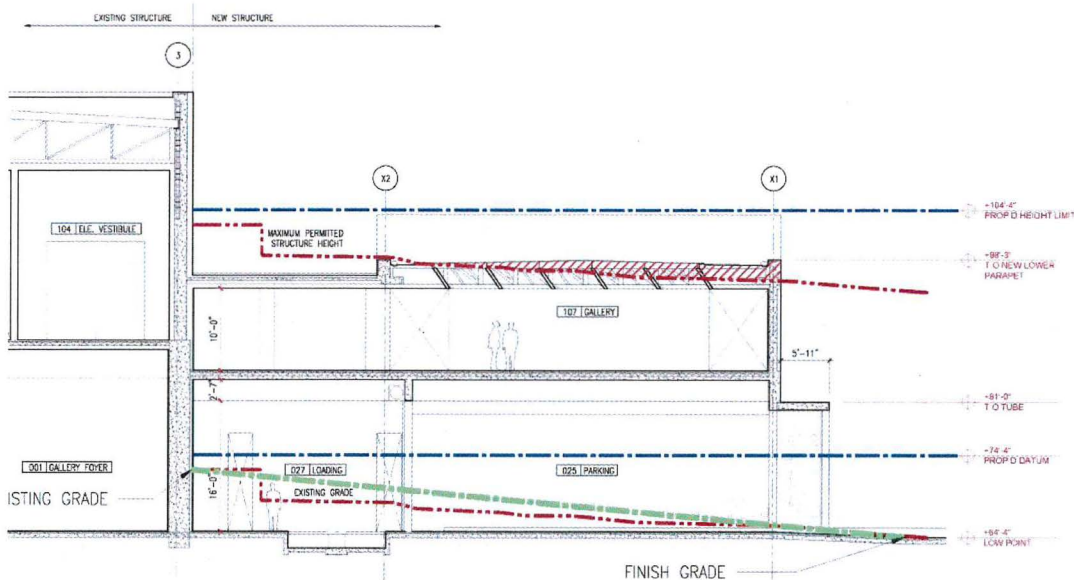 EXISTING STRUCTURE
NEW STRUCTURE
3
X2
X1
+184'-4"
PROP D HEIGHT LIMIT
104 ELE. VESTIBULE
MAXIMUM PERMITTED
STRUCTURE HEIGHT
+98'-3"
T O NEW LOWER
PARAPET
107 GALLERY
10'-0"
5'-11"
2'-7"
+81'-0"
T O TUBE
+74'-4"
PROP D DATUM
001 GALLERY FOYER
027 LOADING
025 PARKING
ISTING GRADE
16'-0"
EXISTING GRADE
+64'-4"
LOW POINT
FINISH GRADE